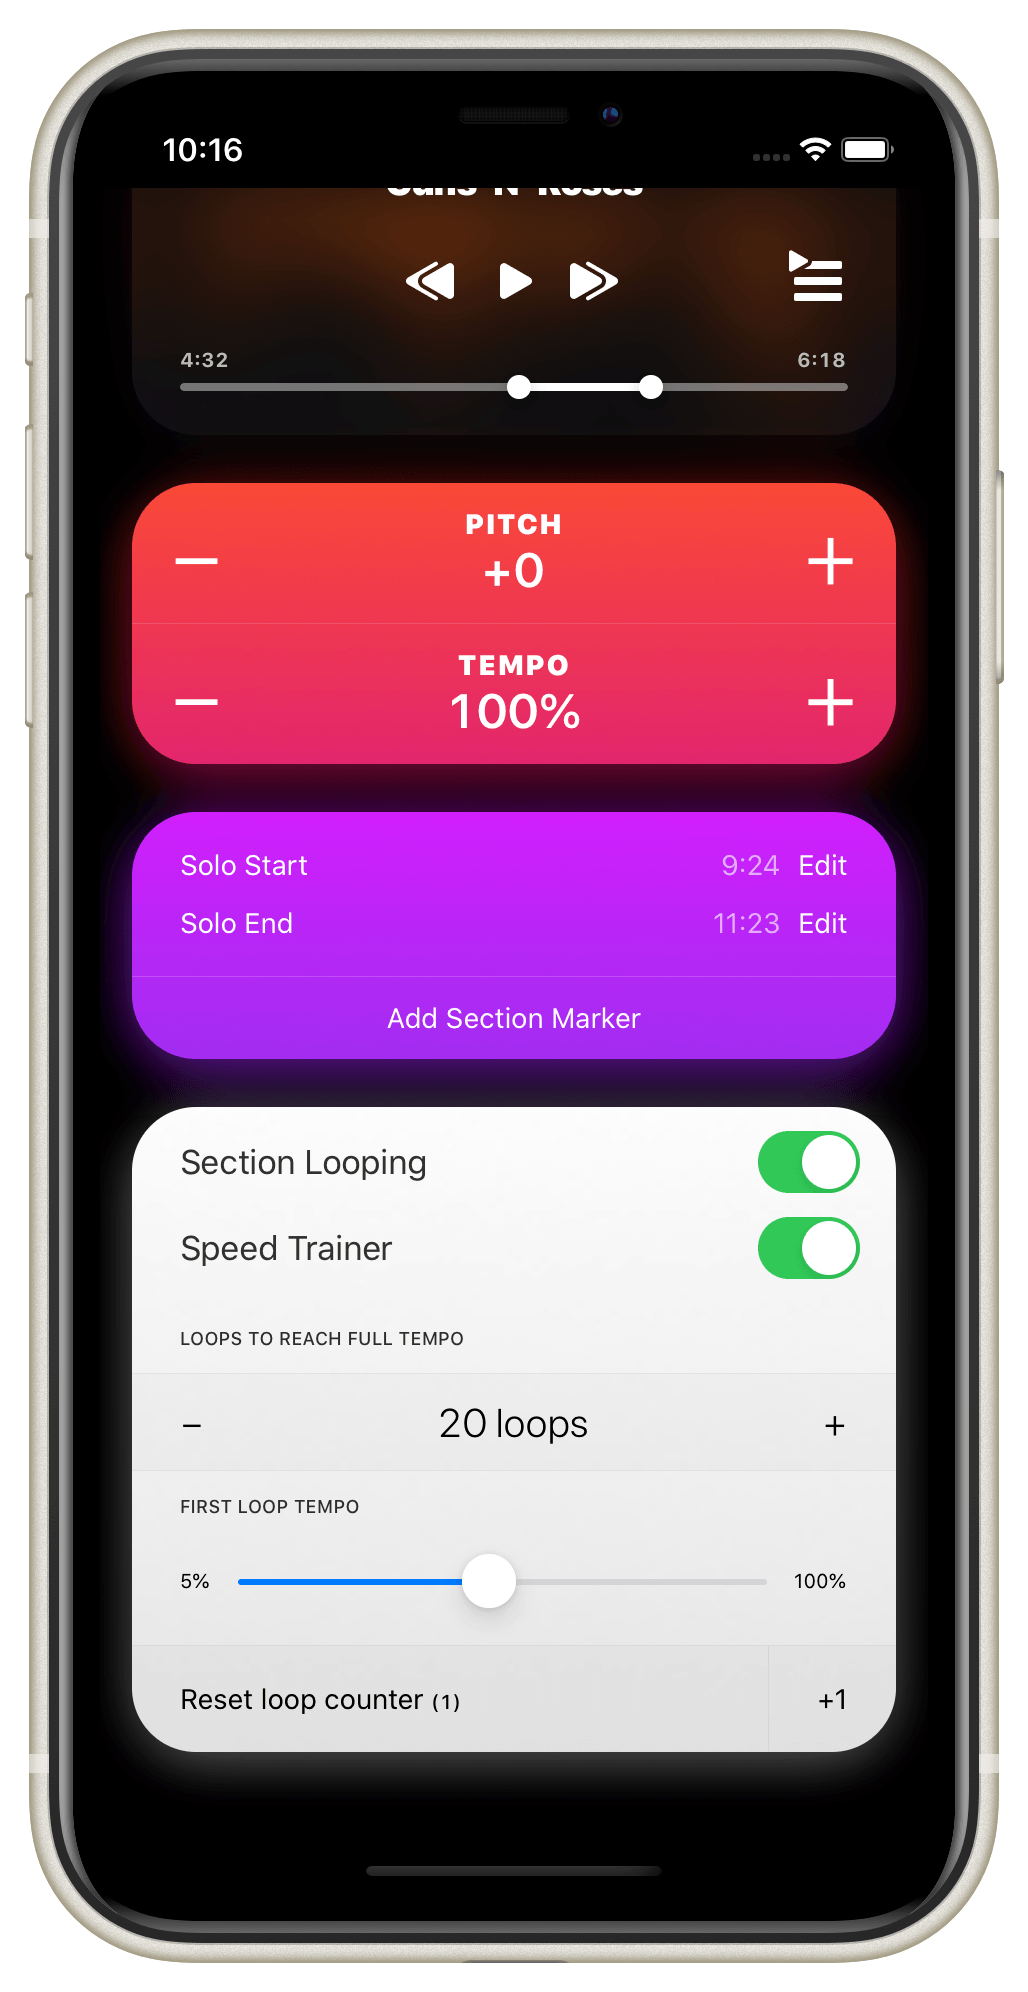 10:16
Guns N' Roses
4:32 6:18
PITCH
− +0 +
TEMPO
− 100% +
Solo Start 9:24 Edit
Solo End 11:23 Edit
Add Section Marker
Section Looping
Speed Trainer
LOOPS TO REACH FULL TEMPO
− 20 loops +
FIRST LOOP TEMPO
5% 100%
Reset loop counter (1) +1